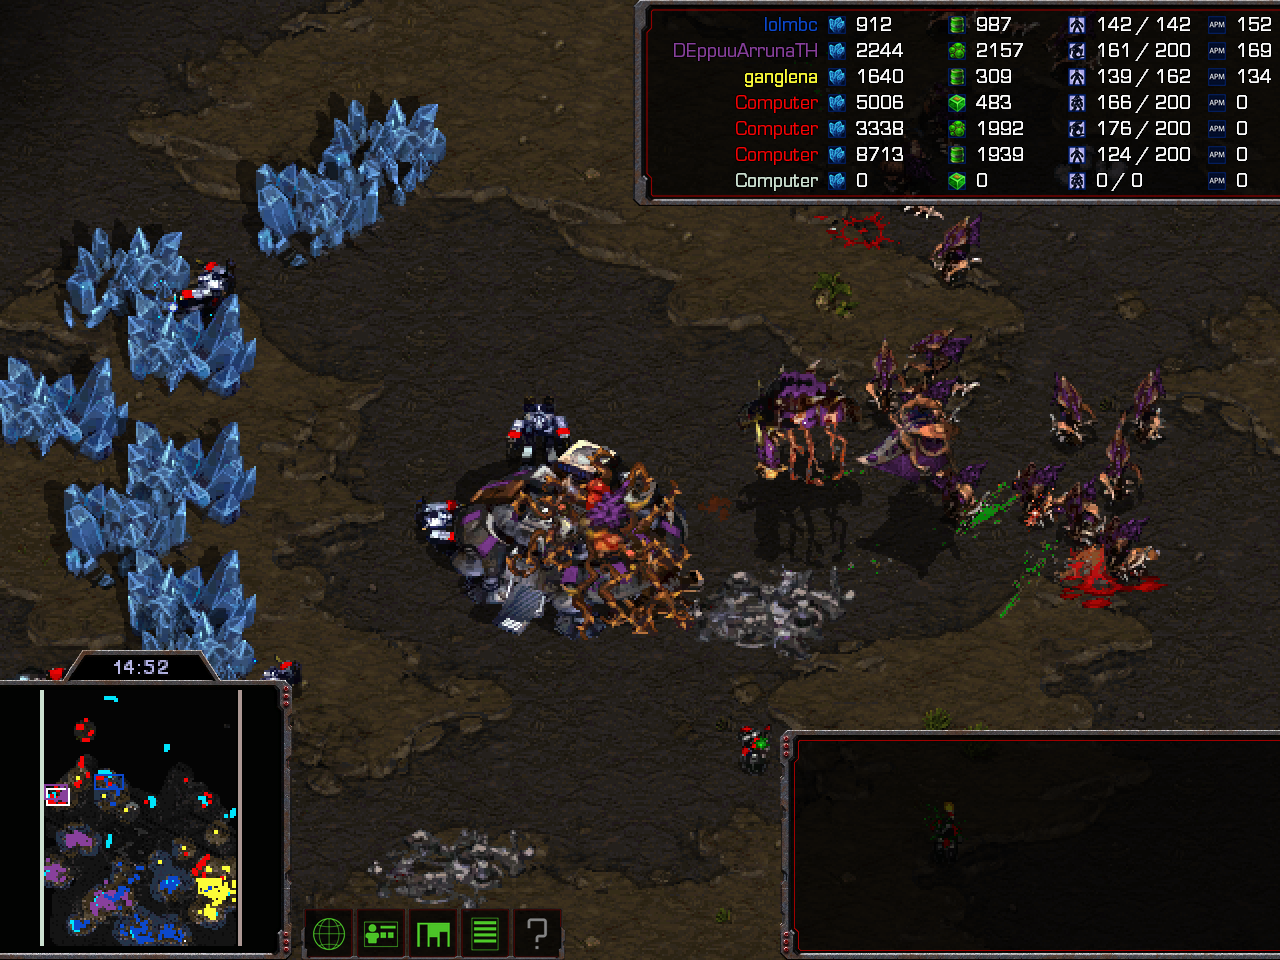 lolmbc 912 987 142 / 142 APM 152
DEppuuArrunaTH 2244 2157 161 / 200 APM 169
ganglena 1640 309 139 / 162 APM 134
Computer 5006 483 166 / 200 APM 0
Computer 3338 1992 176 / 200 APM 0
Computer 8713 1939 124 / 200 APM 0
Computer 0 0 0 / 0 APM 0
14:52
?